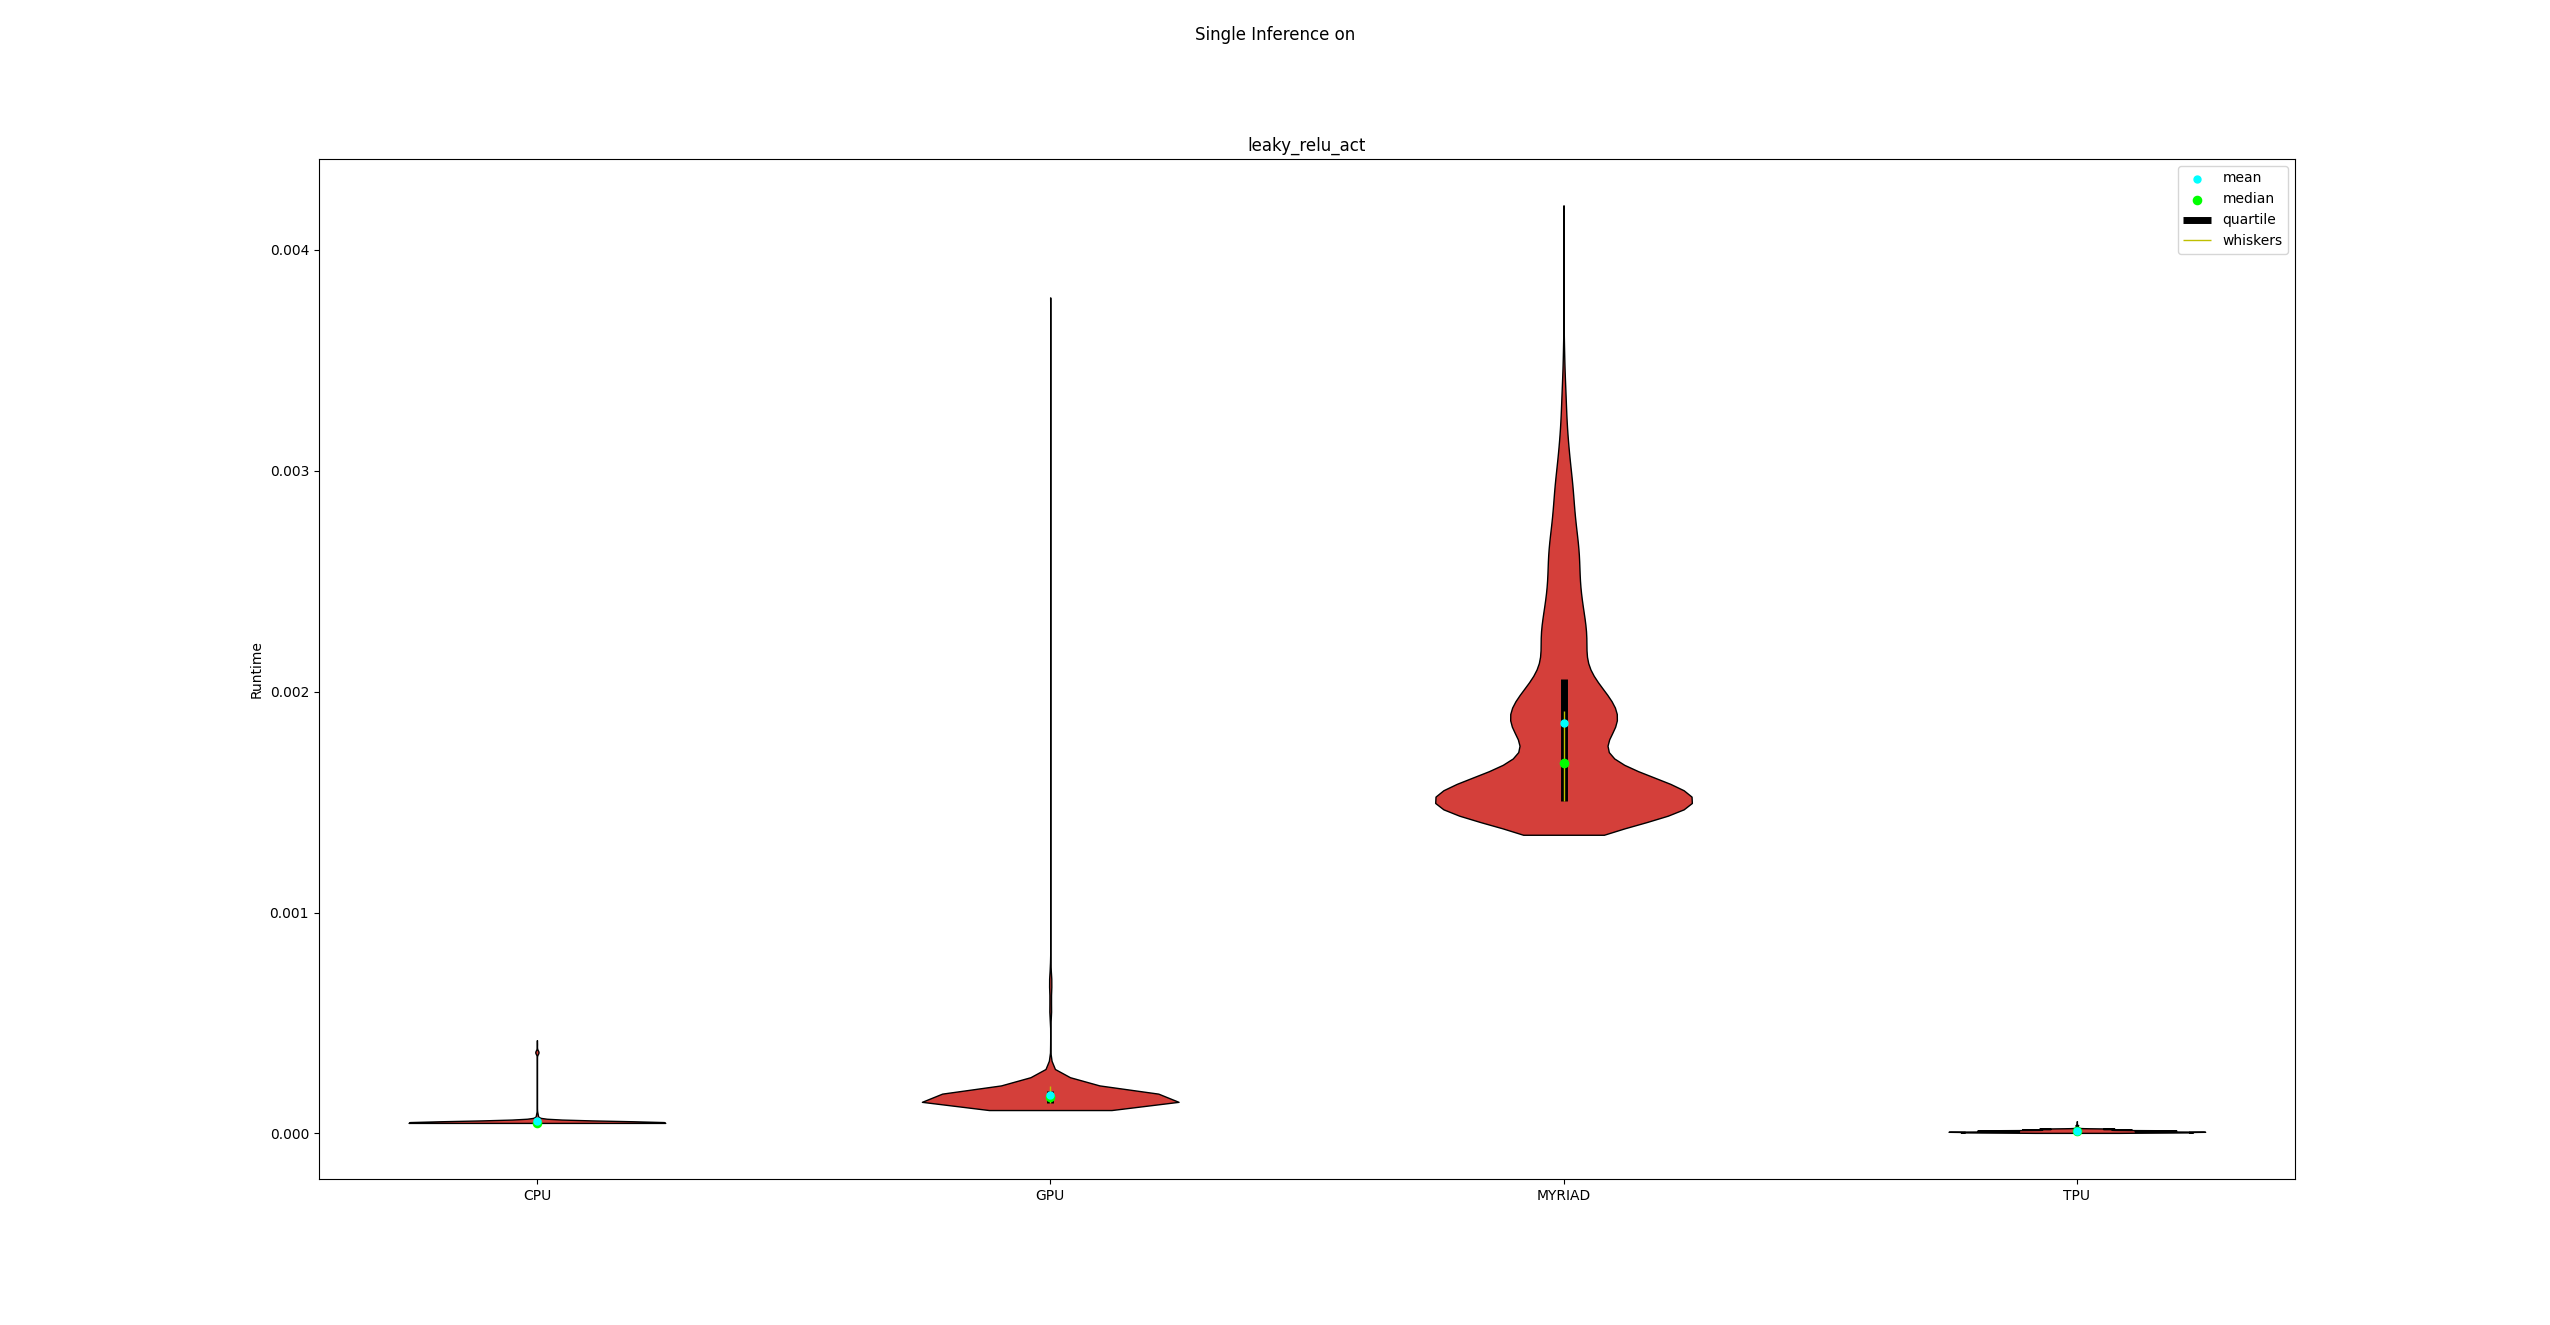 Single Inference on
leaky_relu_act
mean
median
quartile
whiskers
0.004
0.003
0.002
0.001
0.000
Runtime
CPU
GPU
MYRIAD
TPU